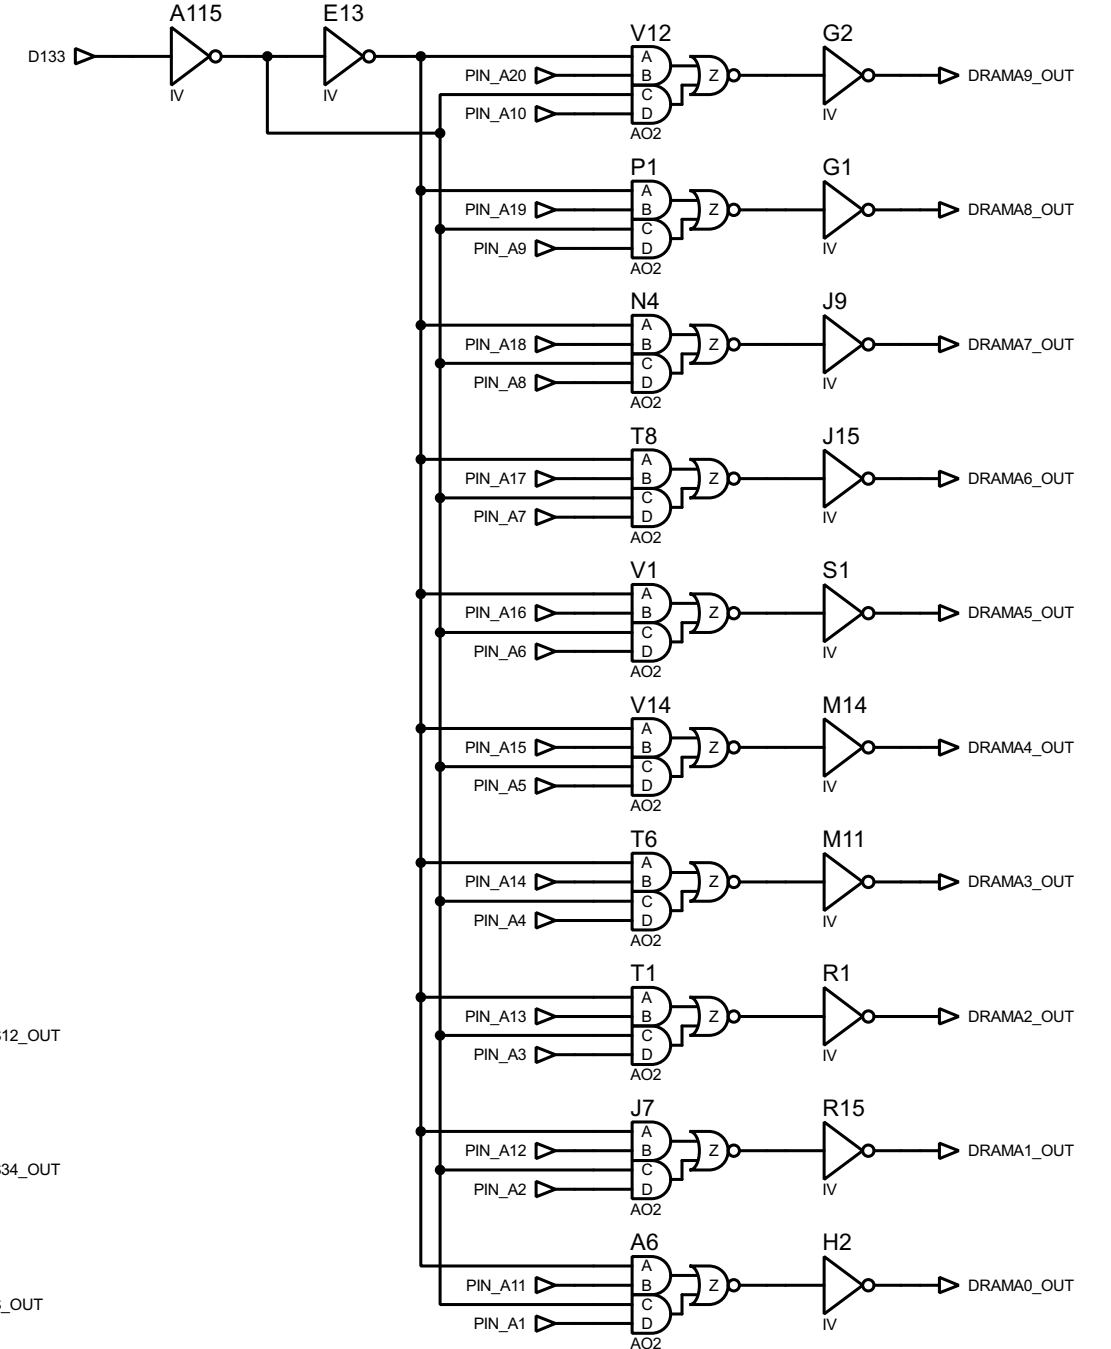 A115 E13
D133
IV IV
V12 G2
PIN_A20 A B C D Z DRAMA9_OUT
PIN_A10
AO2 IV
P1 G1
PIN_A19 A B C D Z DRAMA8_OUT
PIN_A9
AO2 IV
N4 J9
PIN_A18 A B C D Z DRAMA7_OUT
PIN_A8
AO2 IV
T8 J15
PIN_A17 A B C D Z DRAMA6_OUT
PIN_A7
AO2 IV
V1 S1
PIN_A16 A B C D Z DRAMA5_OUT
PIN_A6
AO2 IV
V14 M14
PIN_A15 A B C D Z DRAMA4_OUT
PIN_A5
AO2 IV
T6 M11
PIN_A14 A B C D Z DRAMA3_OUT
PIN_A4
AO2 IV
T1 R1
PIN_A13 A B C D Z DRAMA2_OUT
PIN_A3
AO2 IV
12_OUT
J7 R15
PIN_A12 A B C D Z DRAMA1_OUT
PIN_A2
AO2 IV
34_OUT
A6 H2
PIN_A11 A B C D Z DRAMA0_OUT
PIN_A1
AO2 IV
_OUT